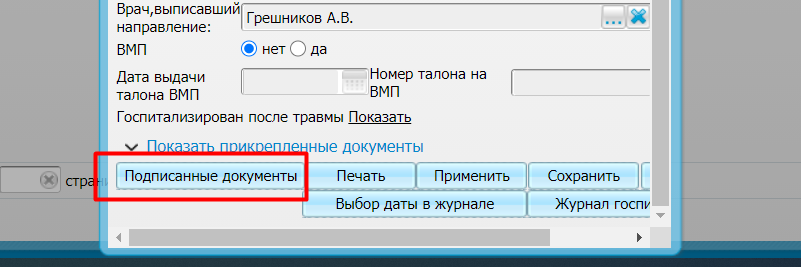 Врач,выписавший
направление:
Грешников А.В.
...
ВМП нет да
Дата выдачи
талона ВМП
Номер талона на
ВМП
Госпитализирован после травмы Показать
Показать прикрепленные документы
Подписанные документы Печать Применить Сохранить
страни
Выбор даты в журнале Журнал госпи